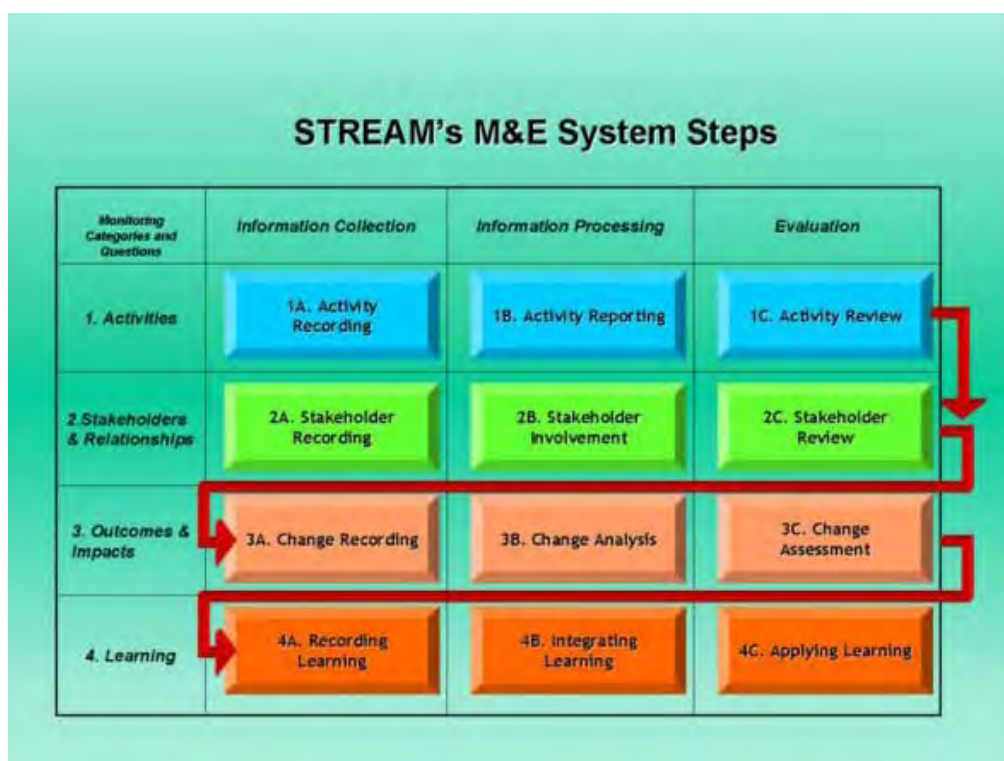 STREAM's M&E System Steps
Monitoring
Categories and
Questions
Information Collection
Information Processing
Evaluation
1. Activities
1A. Activity
Recording
1B. Activity Reporting
1C. Activity Review
2.Stakeholders
& Relationships
2A. Stakeholder
Recording
2B. Stakeholder
Involvement
2C. Stakeholder
Review
3. Outcomes &
Impacts
3A. Change Recording
3B. Change Analysis
3C. Change
Assessment
4. Learning
4A. Recording
Learning
4B. Integrating
Learning
4C. Applying Learning